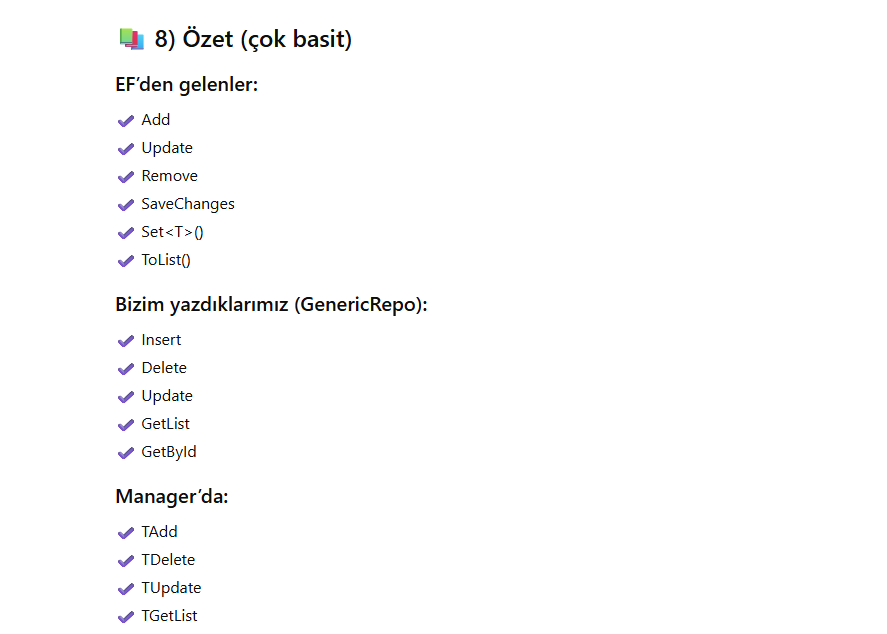 📚 8) Özet (çok basit)
EF’den gelenler:
✔ Add
✔ Update
✔ Remove
✔ SaveChanges
✔ Set<T>()
✔ ToList()
Bizim yazdıklarımız (GenericRepo):
✔ Insert
✔ Delete
✔ Update
✔ GetList
✔ GetById
Manager’da:
✔ TAdd
✔ TDelete
✔ TUpdate
✔ TGetList